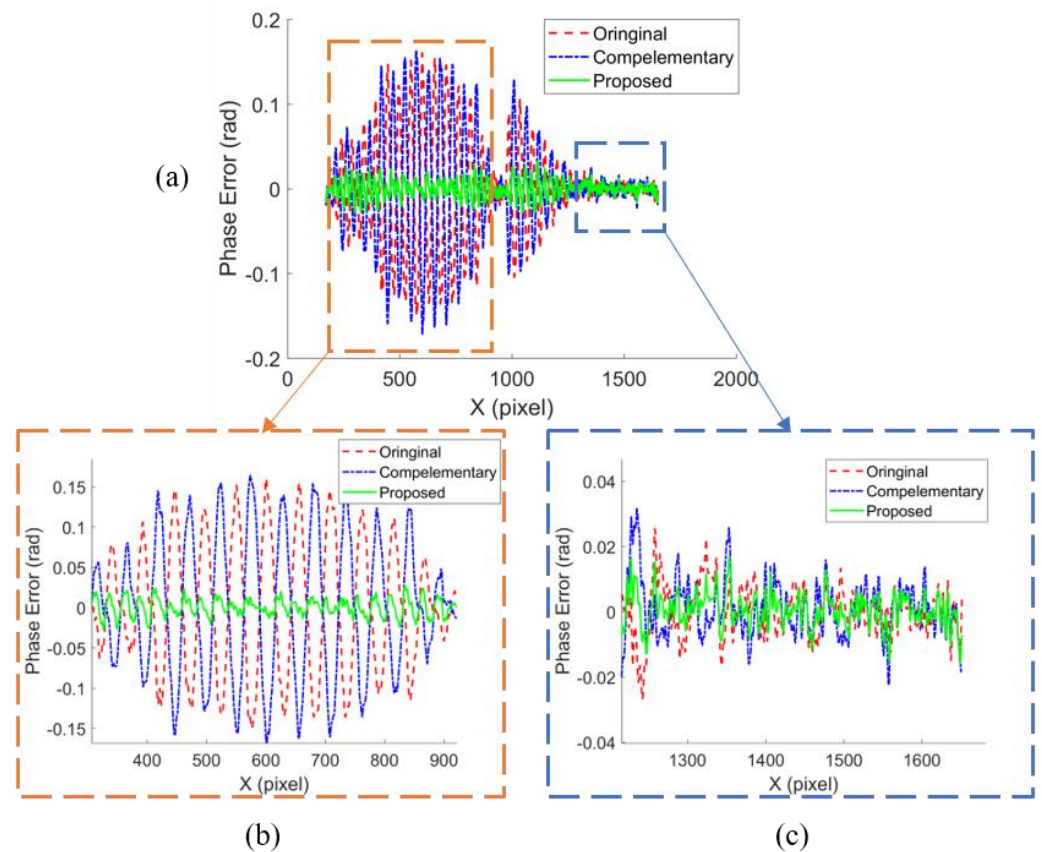 0.2
0.1
0
-0.1
-0.2
Phase Error (rad)
Oringinal
Compelementary
Proposed
(a)
0
500
1000
1500
2000
X (pixel)
0.15
0.1
0.05
0
-0.05
-0.1
-0.15
Phase Error (rad)
Oringinal
Compelementary
Proposed
400
500
600
700
800
900
X (pixel)
(b)
0.04
0.02
0
-0.02
-0.04
Phase Error (rad)
Oringinal
Compelementary
Proposed
1300
1400
1500
1600
X (pixel)
(c)